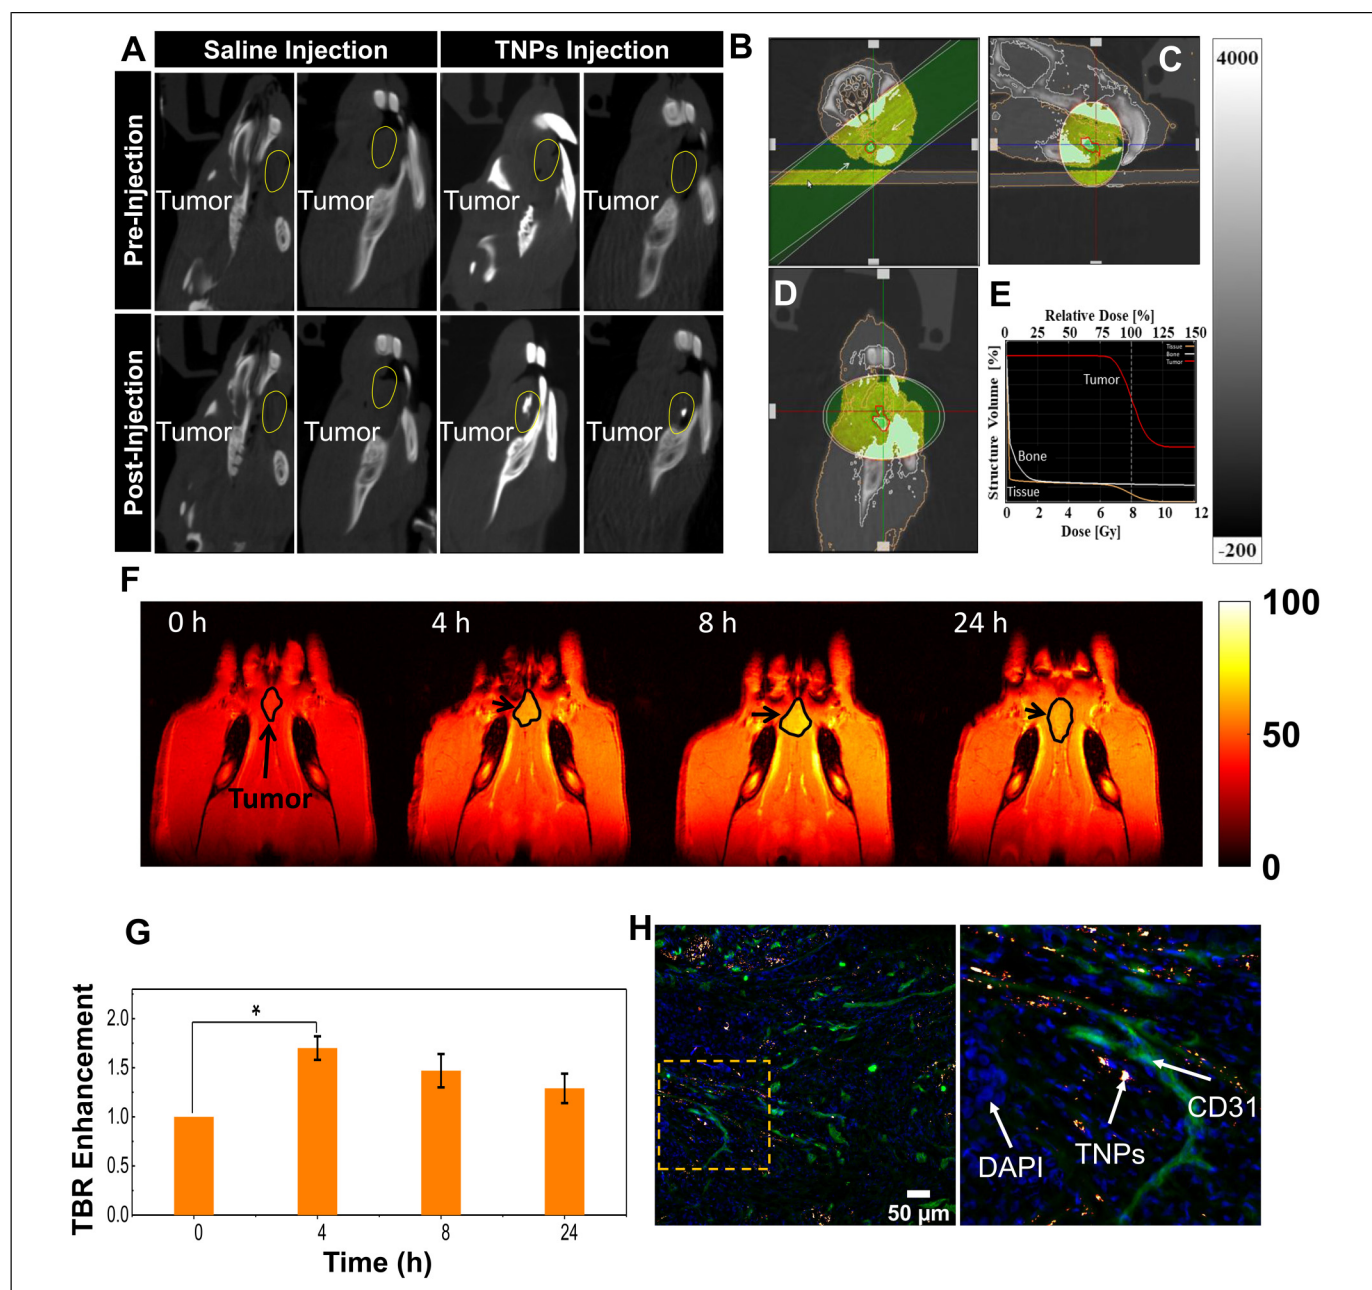 A
Saline Injection
TNPs Injection
Pre-Injection
Tumor
Tumor
Tumor
Tumor
Post-Injection
Tumor
Tumor
Tumor
Tumor
B
C
4000
-200
D
E
Relative Dose [%]
0 25 50 75 100 125 150
Structure Volume [%]
Tissue
Bone
Tumor
Tumor
Bone
Tissue
0 2 4 6 8 10 12
Dose [Gy]
F
0 h
4 h
8 h
24 h
Tumor
100
50
0
G
TBR Enhancement
2.0
1.5
1.0
0.5
0.0
*
0 4 8 24
Time (h)
H
50 µm
DAPI
TNPs
CD31